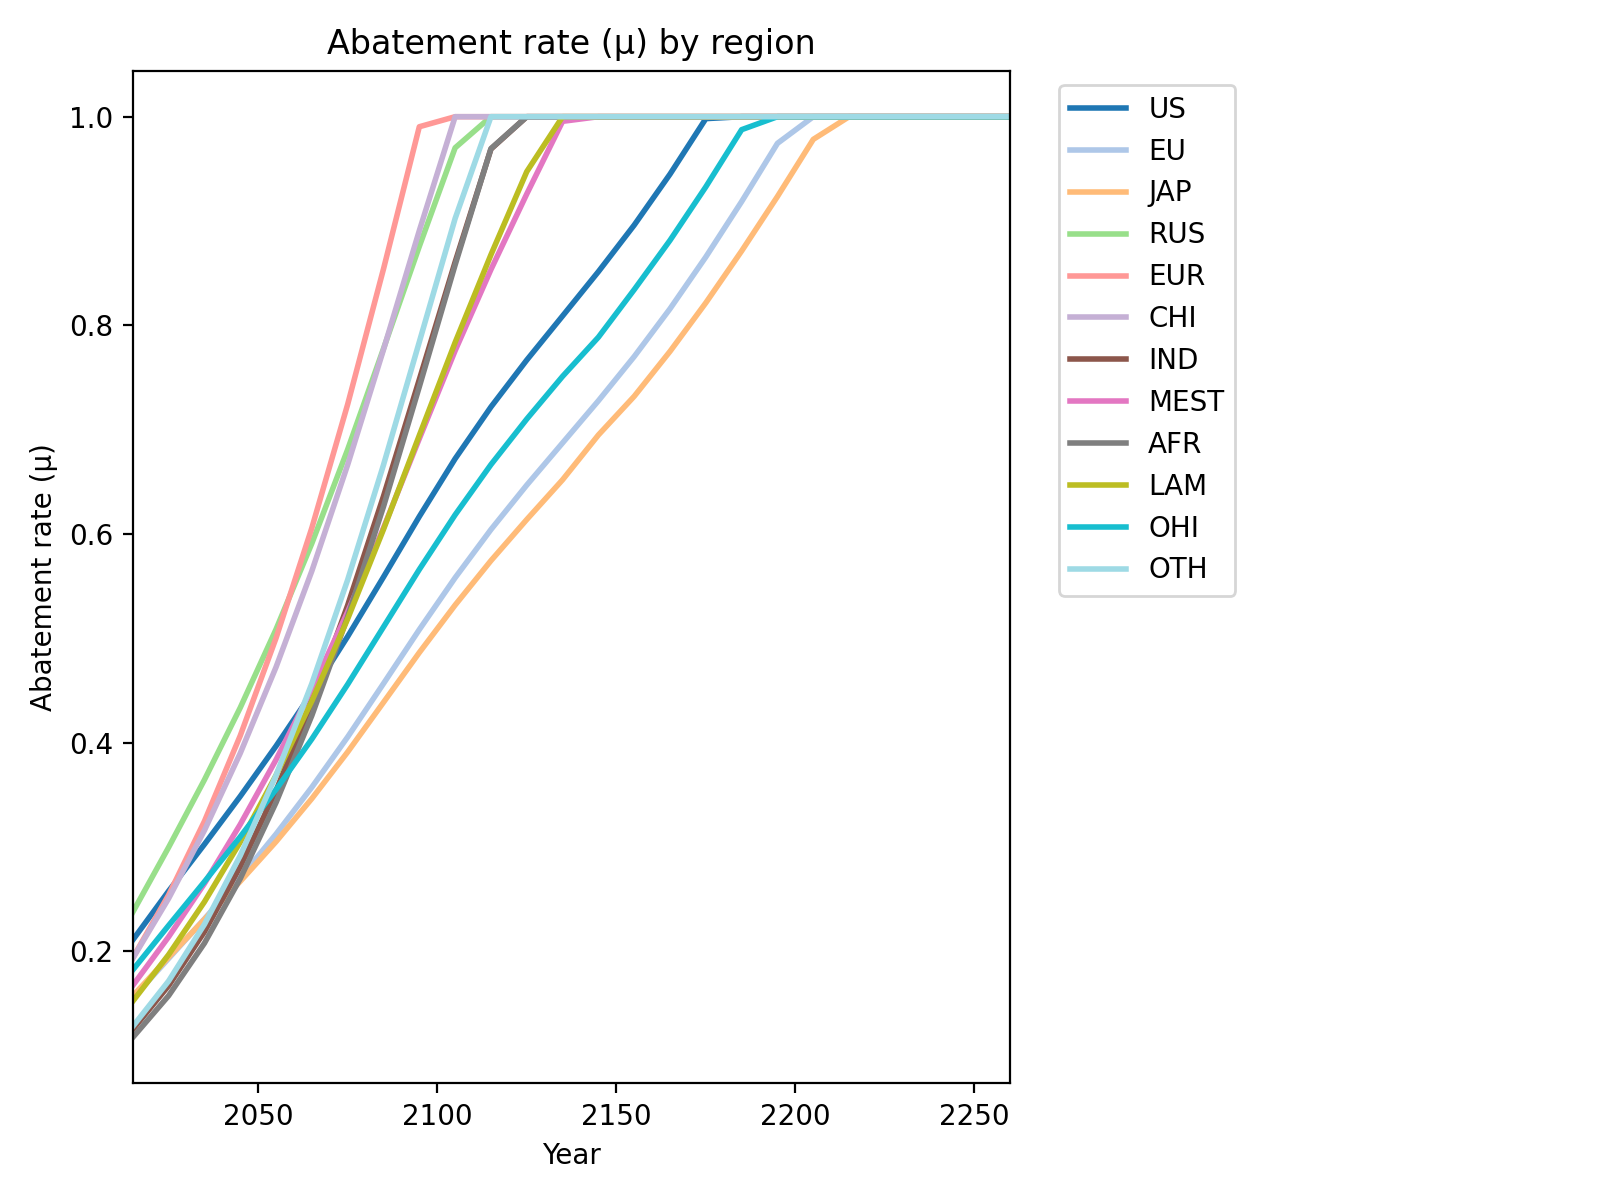 Abatement rate (μ) by region
Abatement rate (μ)
1.0
0.8
0.6
0.4
0.2
2050 2100 2150 2200 2250
Year
US
EU
JAP
RUS
EUR
CHI
IND
MEST
AFR
LAM
OHI
OTH